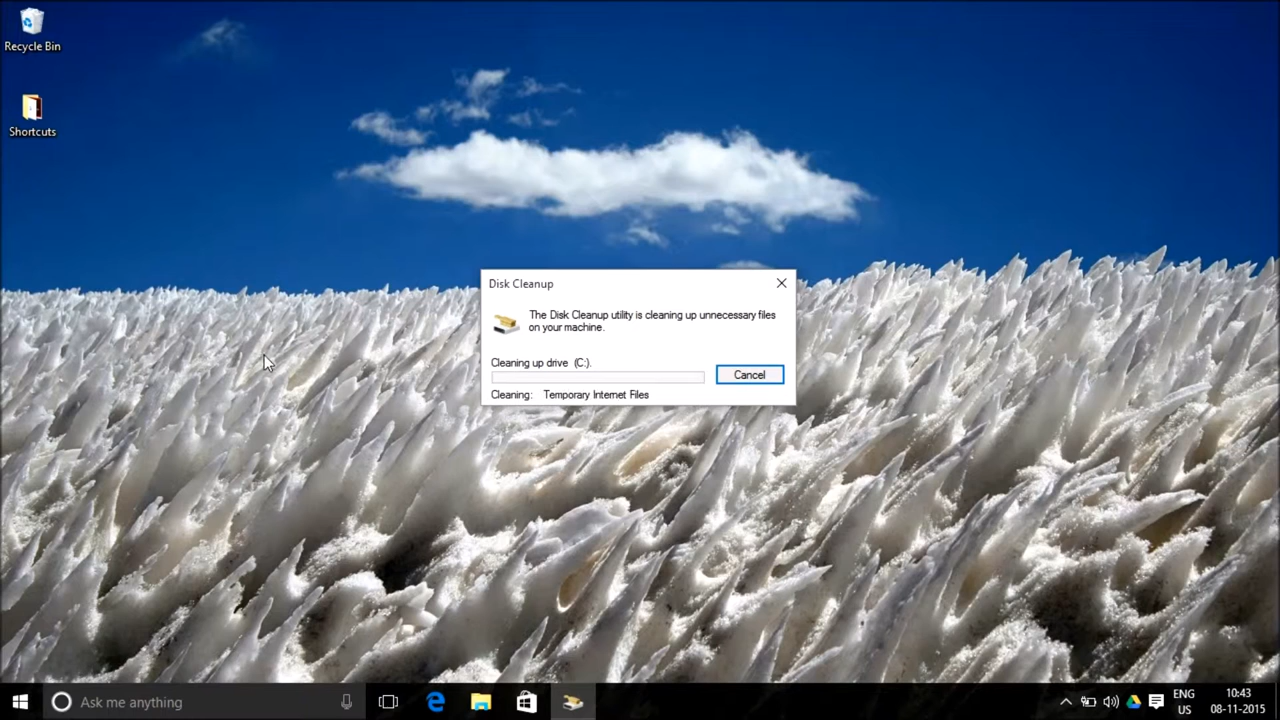 Recycle Bin
Shortcuts
Disk Cleanup
The Disk Cleanup utility is cleaning up unnecessary files
on your machine.
Cleaning up drive (C:).
Cancel
Cleaning: Temporary Internet Files
Ask me anything
ENG
US
10:43
08-11-2015